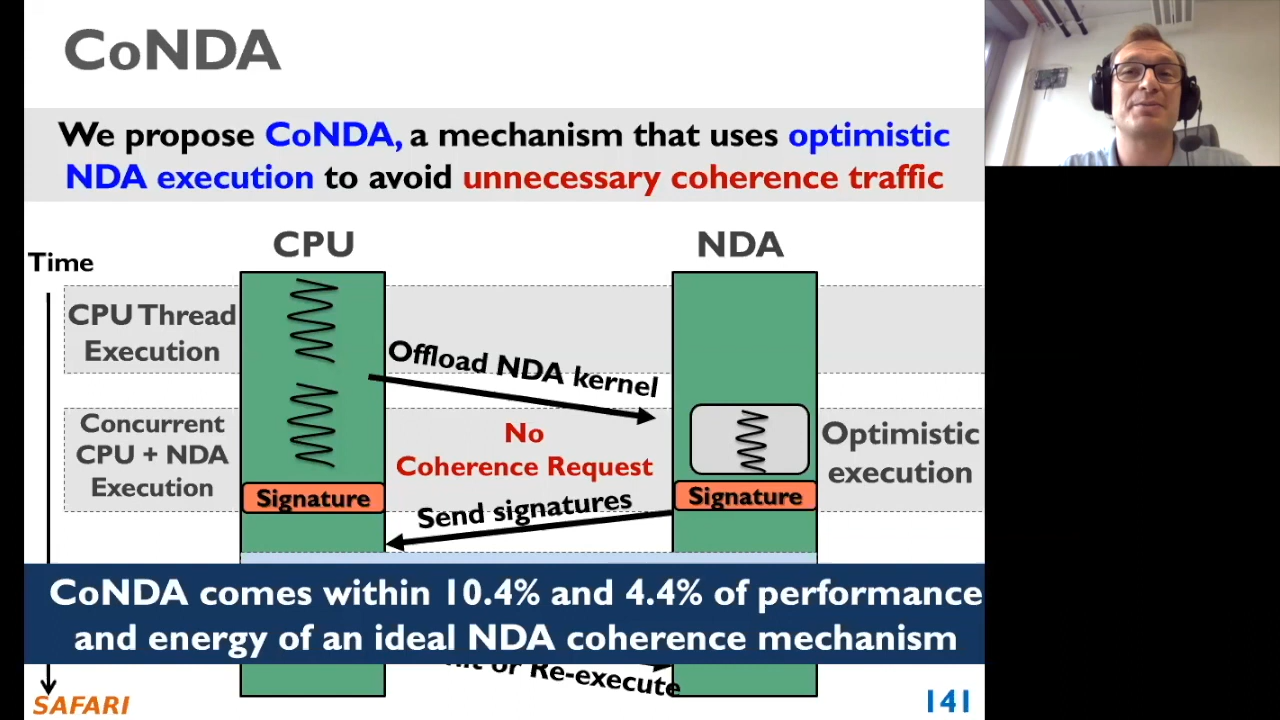 CoNDA
We propose CoNDA, a mechanism that uses optimistic
NDA execution to avoid unnecessary coherence traffic
CPU
NDA
Time
CPU Thread
Execution
Offload NDA kernel
Concurrent
CPU + NDA
Execution
No
Coherence Request
Optimistic
execution
Signature
Signature
Send signatures
CoNDA comes within 10.4% and 4.4% of performance
and energy of an ideal NDA coherence mechanism
or Re-execute
SAFARI
141